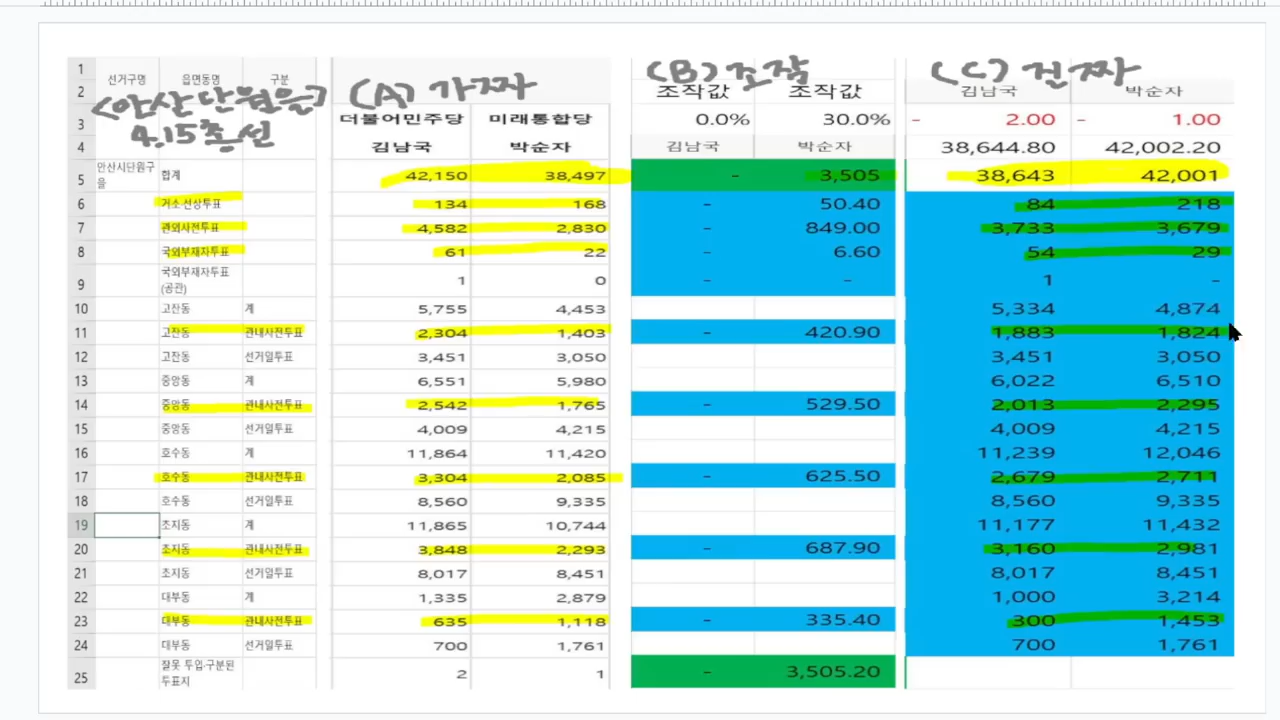 (A) 가짜 (B) 조작 (C) 진짜
1 선거구명 읍면동명 구분
2 조작값 조작값 김남국 박순자
<안산 단원을>
4.15총선
3 더불어민주당 미래통합당 0.0% 30.0% - 2.00 - 1.00
4 김남국 박순자 김남국 박순자 38,644.80 42,002.20
5 안산시단원구을 합계 42,150 38,497 - 3,505 38,643 42,001
6 거소·선상투표 134 168 - 50.40 84 218
7 관외사전투표 4,582 2,830 - 849.00 3,733 3,679
8 국외부재자투표 61 22 - 6.60 54 29
9 국외부재자투표(공관) 1 0 - - 1 -
10 고잔동 계 5,755 4,453 5,334 4,874
11 고잔동 관내사전투표 2,304 1,403 - 420.90 1,883 1,824
12 고잔동 선거일투표 3,451 3,050 3,451 3,050
13 중앙동 계 6,551 5,980 6,022 6,510
14 중앙동 관내사전투표 2,542 1,765 - 529.50 2,013 2,295
15 중앙동 선거일투표 4,009 4,215 4,009 4,215
16 호수동 계 11,864 11,420 11,239 12,046
17 호수동 관내사전투표 3,304 2,085 - 625.50 2,679 2,711
18 호수동 선거일투표 8,560 9,335 8,560 9,335
19 초지동 계 11,865 10,744 11,177 11,432
20 초지동 관내사전투표 3,848 2,293 - 687.90 3,160 2,981
21 초지동 선거일투표 8,017 8,451 8,017 8,451
22 대부동 계 1,335 2,879 1,000 3,214
23 대부동 관내사전투표 635 1,118 - 335.40 300 1,453
24 대부동 선거일투표 700 1,761 700 1,761
25 잘못 투입·구분된 투표지 2 1 - 3,505.20